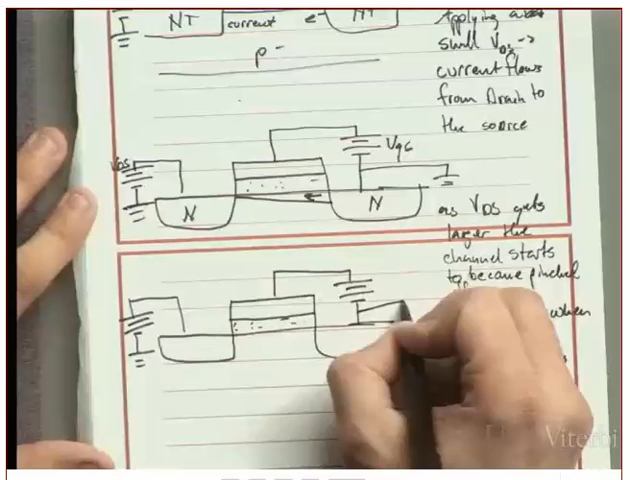 N+
current
e-
p-
small VDS →
current flows
from Drain to
the source
VDS
Vgs
N
N
as VDS gets
larger the
channel starts
to become pinched
when
Viterbi